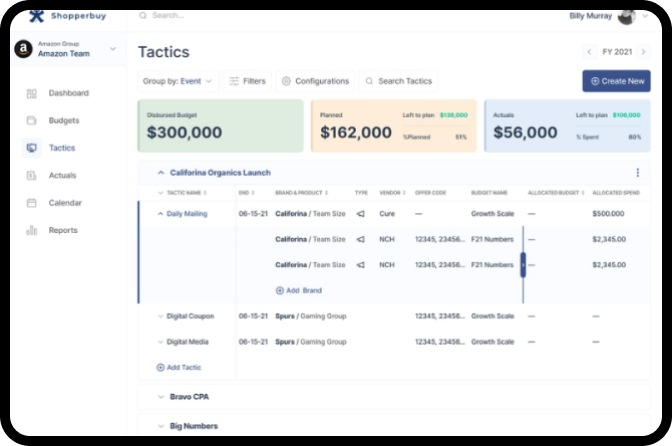 Shopperbuy
Search...
Billy Murray
a
Amazon Group
Amazon Team
Dashboard
Budgets
Tactics
Actuals
Calendar
Reports
Tactics
FY 2021
Group by: Event
Filters
Configurations
Search Tactics
Create New
Disbursed Budget
$300,000
Planned
$162,000
Left to plan $138,000
%Planned 51%
Actuals
$56,000
Left to plan $106,000
% Spent 80%
Califorina Organics Launch
TACTIC NAME END BRAND & PRODUCT TYPE VENDOR OFFER CODE BUDGET NAME ALLOCATED BUDGET ALLOCATED SPEND
Daily Mailing 06-15-21 Califorina / Team Size Cure — Growth Scale — $500.000
Califorina / Team Size NCH 12345, 23456... F21 Numbers — $2,345.00
Califorina / Team Size NCH 12345, 23456... F21 Numbers — $2,345.00
Add Brand
Digital Coupon 06-15-21 Spurs / Gaming Group 12345, 23456... Growth Scale — —
Digital Media 06-15-21 Spurs / Gaming Group 12345, 23456... Growth Scale — —
Add Tactic
Bravo CPA
Big Numbers